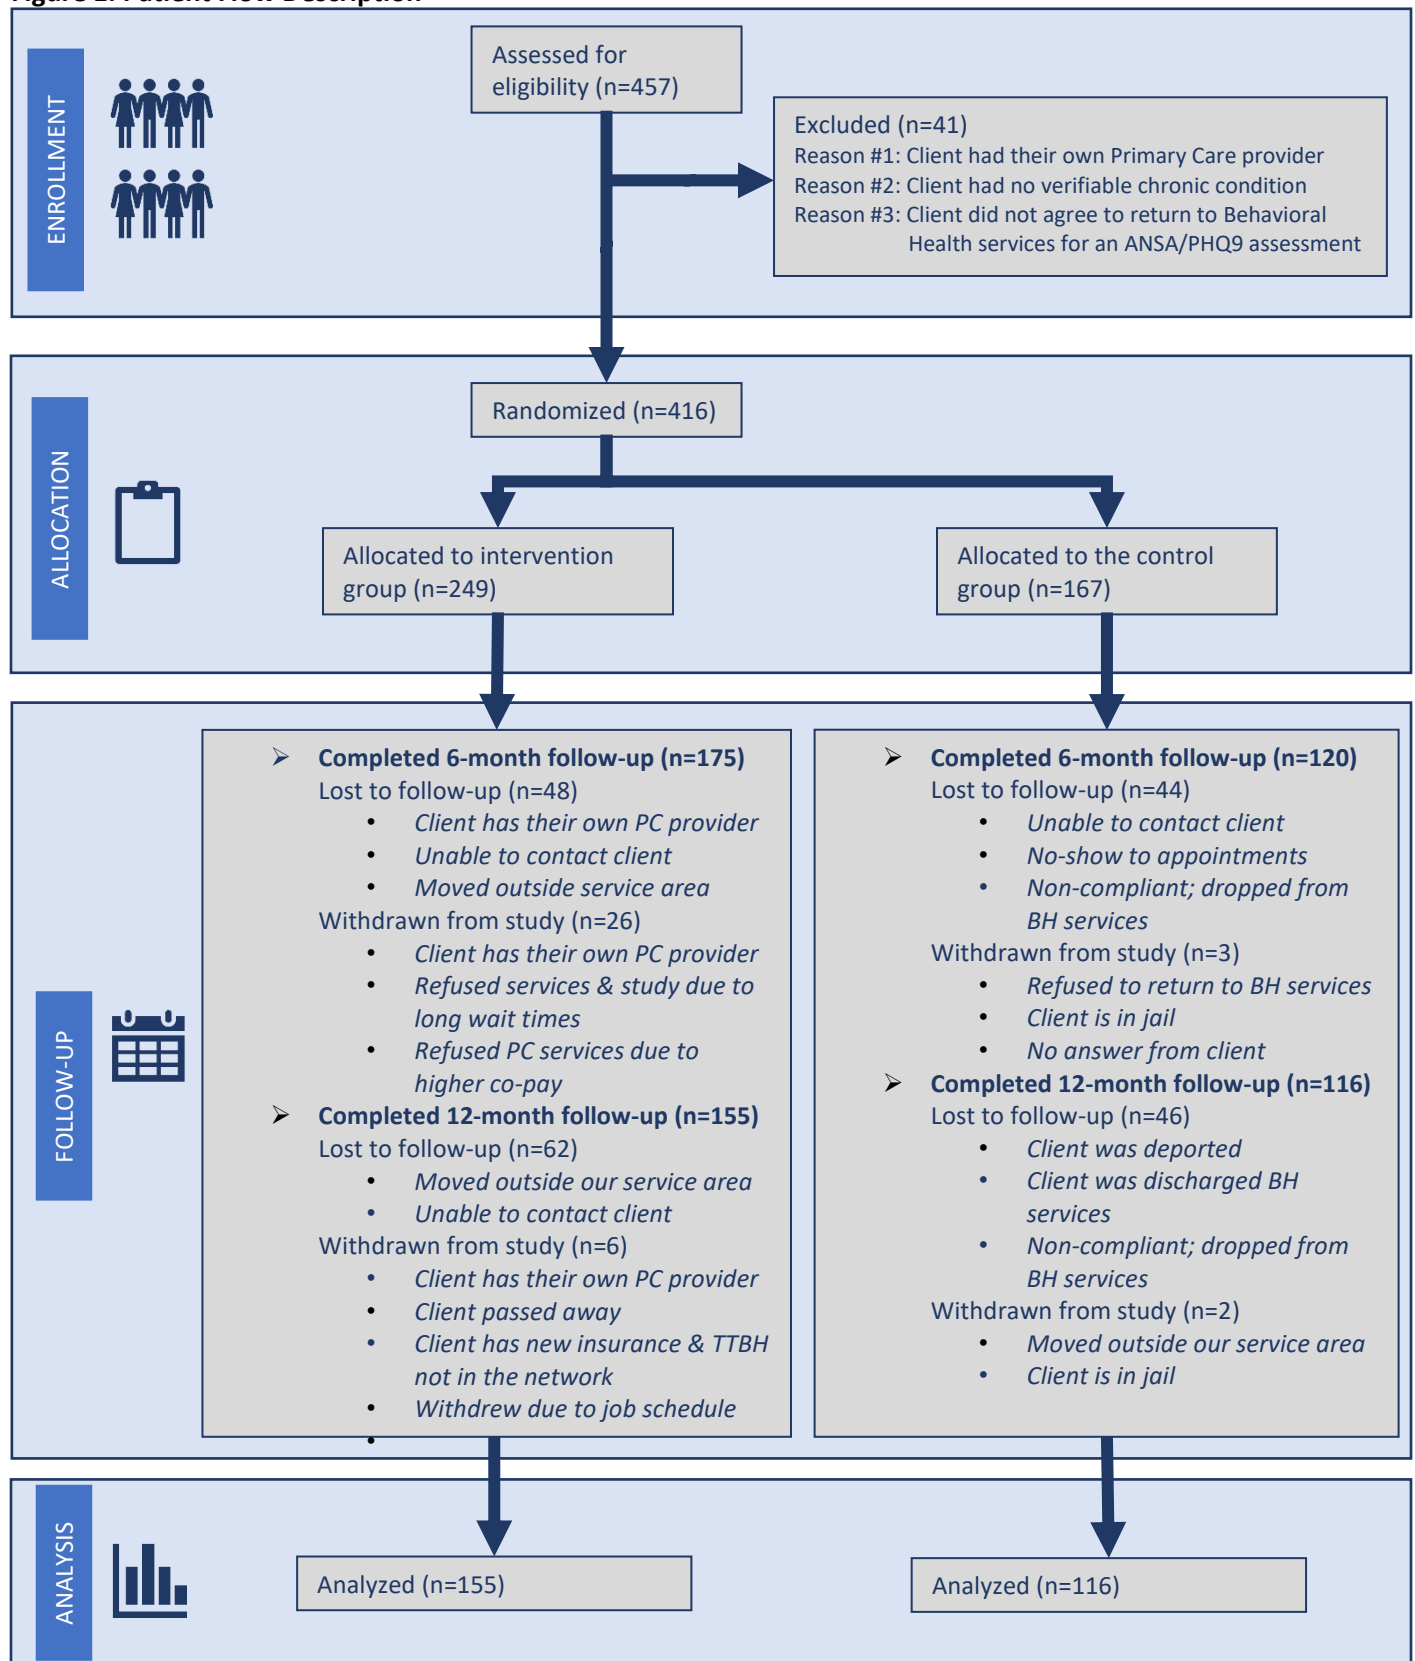 Figure 2. Patient Flow Description
ENROLLMENT
Assessed for
eligibility (n=457)
Excluded (n=41)
Reason #1: Client had their own Primary Care provider
Reason #2: Client had no verifiable chronic condition
Reason #3: Client did not agree to return to Behavioral
Health services for an ANSA/PHQ9 assessment
ALLOCATION
Randomized (n=416)
Allocated to intervention
group (n=249)
Allocated to the control
group (n=167)
FOLLOW-UP
➢ Completed 6-month follow-up (n=175)
Lost to follow-up (n=48)
• Client has their own PC provider
• Unable to contact client
• Moved outside service area
Withdrawn from study (n=26)
• Client has their own PC provider
• Refused services & study due to
long wait times
• Refused PC services due to
higher co-pay
➢ Completed 12-month follow-up (n=155)
Lost to follow-up (n=62)
• Moved outside our service area
• Unable to contact client
Withdrawn from study (n=6)
• Client has their own PC provider
• Client passed away
• Client has new insurance & TTBH
not in the network
• Withdrew due to job schedule
•
➢ Completed 6-month follow-up (n=120)
Lost to follow-up (n=44)
• Unable to contact client
• No-show to appointments
• Non-compliant; dropped from
BH services
Withdrawn from study (n=3)
• Refused to return to BH services
• Client is in jail
• No answer from client
➢ Completed 12-month follow-up (n=116)
Lost to follow-up (n=46)
• Client was deported
• Client was discharged BH
services
• Non-compliant; dropped from
BH services
Withdrawn from study (n=2)
• Moved outside our service area
• Client is in jail
ANALYSIS
Analyzed (n=155)
Analyzed (n=116)